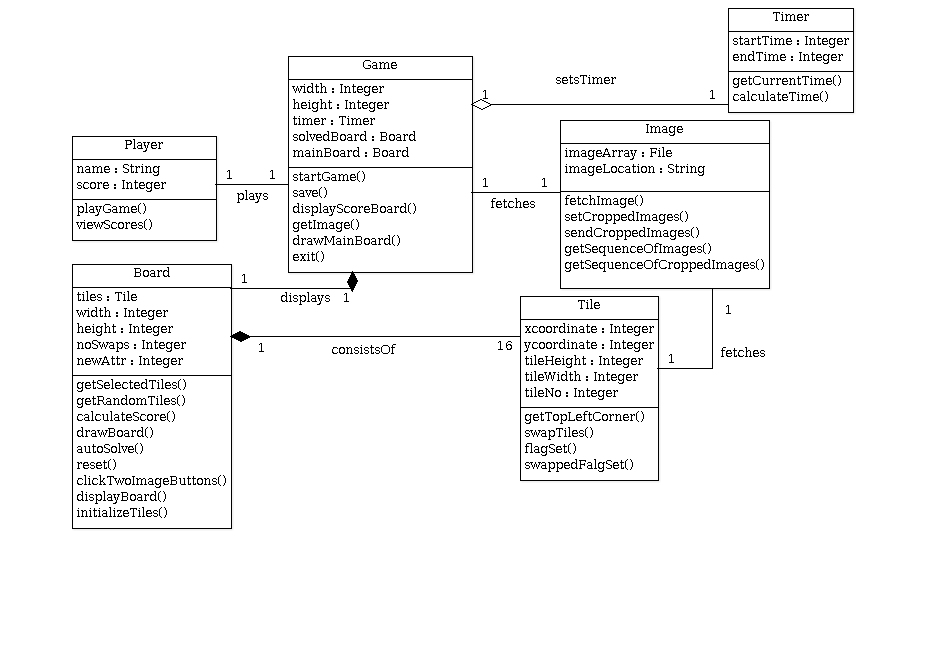 Timer
startTime : Integer
endTime : Integer
getCurrentTime()
calculateTime()
Game
width : Integer
height : Integer
timer : Timer
solvedBoard : Board
mainBoard : Board
startGame()
save()
displayScoreBoard()
getImage()
drawMainBoard()
exit()
1
setsTimer
1
Image
imageArray : File
imageLocation : String
fetchImage()
setCroppedImages()
sendCroppedImages()
getSequenceOfImages()
getSequenceOfCroppedImages()
Player
name : String
score : Integer
playGame()
viewScores()
1
1
plays
1
1
fetches
Board
tiles : Tile
width : Integer
height : Integer
noSwaps : Integer
newAttr : Integer
getSelectedTiles()
getRandomTiles()
calculateScore()
drawBoard()
autoSolve()
reset()
clickTwoImageButtons()
displayBoard()
initializeTiles()
1
displays
1
1
consistsOf
16
Tile
xcoordinate : Integer
ycoordinate : Integer
tileHeight : Integer
tileWidth : Integer
tileNo : Integer
getTopLeftCorner()
swapTiles()
flagSet()
swappedFalgSet()
1
fetches
1